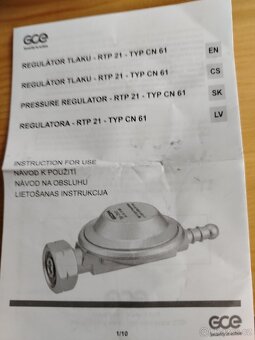 GCE
REGULÁTOR TLAKU - RTP 21 - TYP CN 61
EN
REGULÁTOR TLAKU - RTP 21 - TYP CN 61
CS
PRESSURE REGULATOR - RTP 21 - TYP CN 61
SK
REGULATORA - RTP 21 - TYP CN 61
LV
INSTRUCTION FOR USE
NÁVOD K POUŽITÍ
NÁVOD NA OBSLUHU
LIETOŠANAS INSTRUKCIJA
GCE
1/10